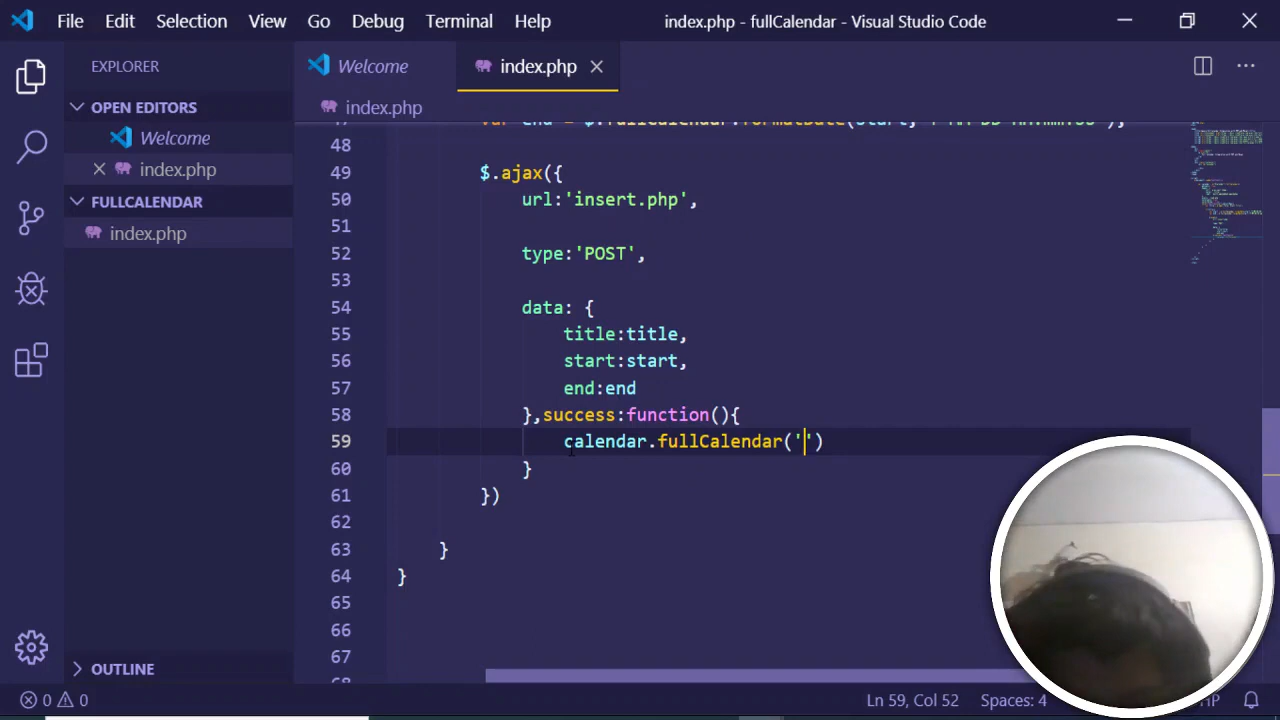 File Edit Selection View Go Debug Terminal Help index.php - fullCalendar - Visual Studio Code
EXPLORER
OPEN EDITORS
Welcome
index.php
FULLCALENDAR
index.php
OUTLINE
Welcome index.php
index.php
48
49 $.ajax({
50 url:'insert.php',
51
52 type:'POST',
53
54 data: {
55 title:title,
56 start:start,
57 end:end
58 },success:function(){
59 calendar.fullCalendar('')
60 }
61 })
62
63 }
64 }
65
66
67
0 0 Ln 59, Col 52 Spaces: 4 HP